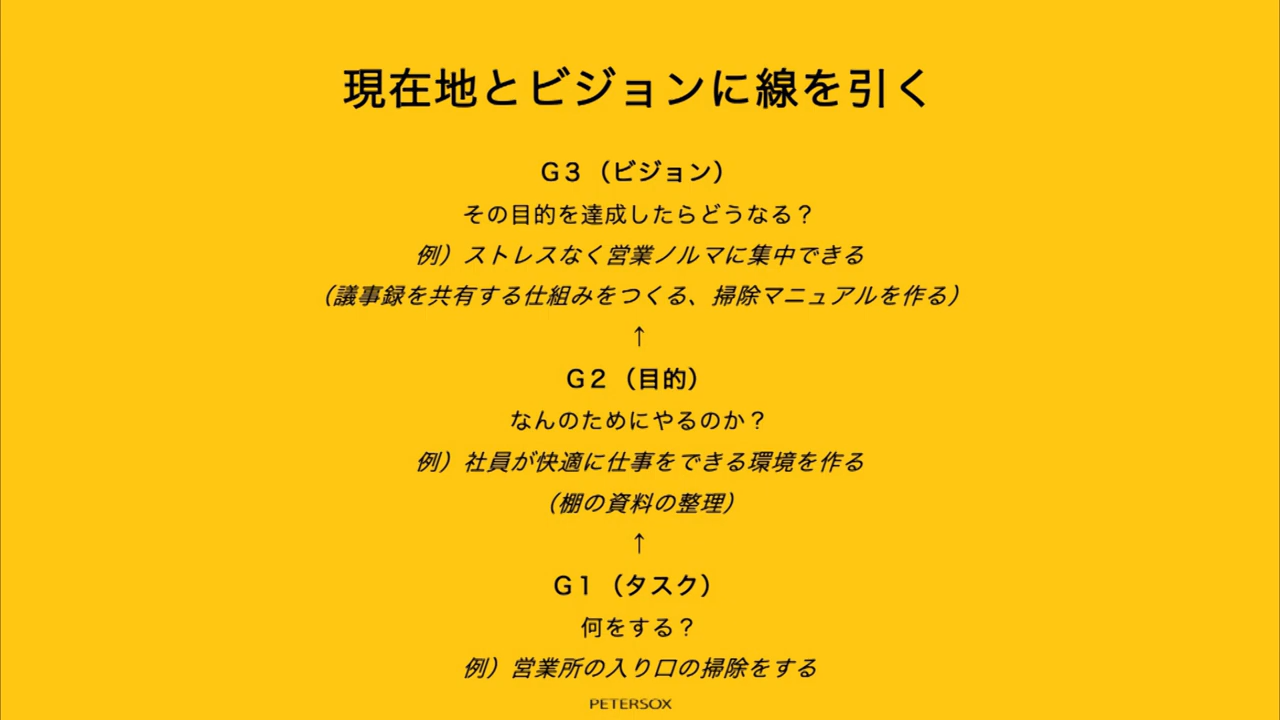 現在地とビジョンに線を引く
G３（ビジョン）
その目的を達成したらどうなる？
例）ストレスなく営業ノルマに集中できる
（議事録を共有する仕組みをつくる、掃除マニュアルを作る）
↑
G２（目的）
なんのためにやるのか？
例）社員が快適に仕事をできる環境を作る
（棚の資料の整理）
↑
G１（タスク）
何をする？
例）営業所の入り口の掃除をする
PETERSOX